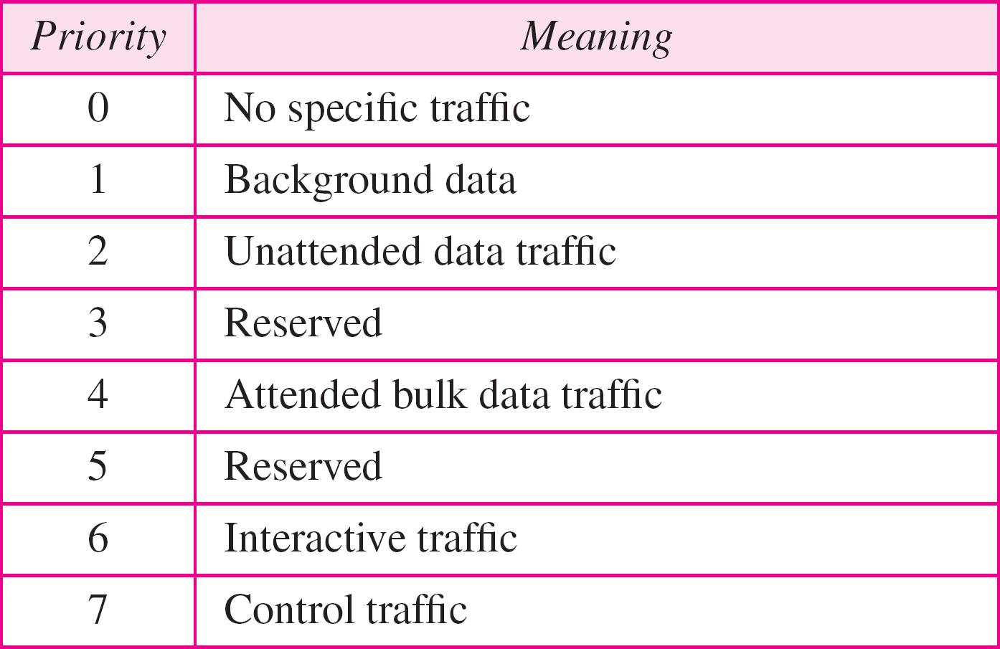 Priority Meaning
0 No specific traffic
1 Background data
2 Unattended data traffic
3 Reserved
4 Attended bulk data traffic
5 Reserved
6 Interactive traffic
7 Control traffic